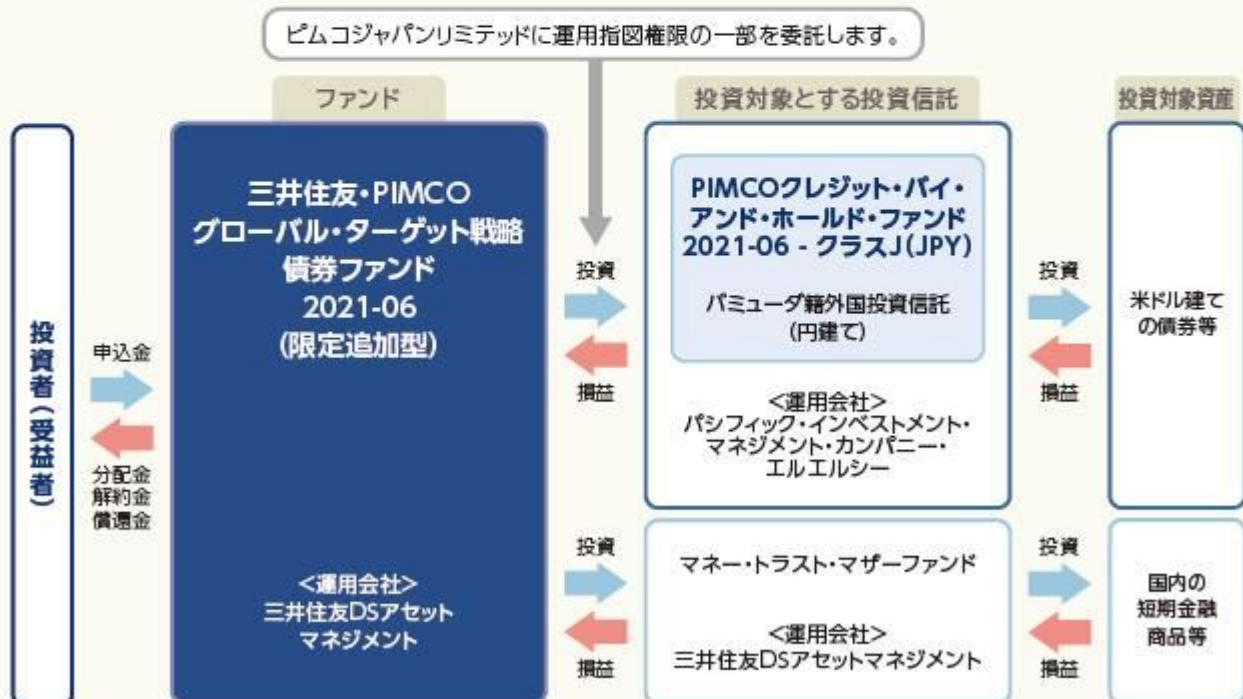 ピムコジャパンリミテッドに運用指図権限の一部を委託します。
ファンド
投資対象とする投資信託
投資対象資産
投資者（受益者）
申込金
分配金
解約金
償還金
三井住友・PIMCO
グローバル・ターゲット戦略
債券ファンド
2021-06
(限定追加型)
<運用会社>
三井住友DSアセット
マネジメント
投資
損益
PIMCOクレジット・バイ・
アンド・ホールド・ファンド
2021-06 - クラスJ(JPY)
バミューダ籍外国投資信託
(円建て)
<運用会社>
パシフィック・インベストメント・
マネジメント・カンパニー・
エルエルシー
投資
損益
米ドル建て
の債券等
投資
損益
マネー・トラスト・マザーファンド
<運用会社>
三井住友DSアセットマネジメント
投資
損益
国内の
短期金融
商品等